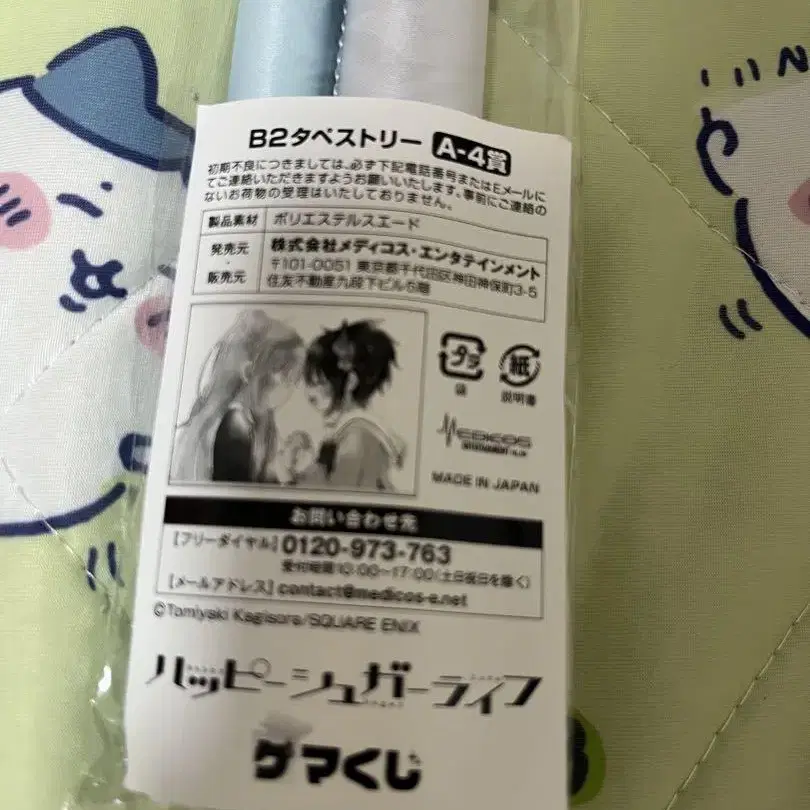 B2タペストリー A-4賞
初期不良につきましては、必ず下記電話番号またはEメールに
てご連絡いただきますようお願いいたします。事前にご連絡の
ないお荷物の受理はいたしておりません。
製品素材 ポリエステルスエード
発売元・販売元 株式会社メディコス・エンタテインメント
〒101-0051 東京都千代田区神田神保町3-5
住友不動産九段下ビル5階
プラ 紙
袋 説明書
MEDICOS
ENTERTAINMENT
MADE IN JAPAN
お問い合わせ先
【フリーダイヤル】0120-973-763
受付時間10:00~17:00(土日祝日を除く)
【メールアドレス】contact@medicos-e.net
©Tomiyaki Kagisora/SQUARE ENIX
ハッピーシュガーライフ
ゲマくじ